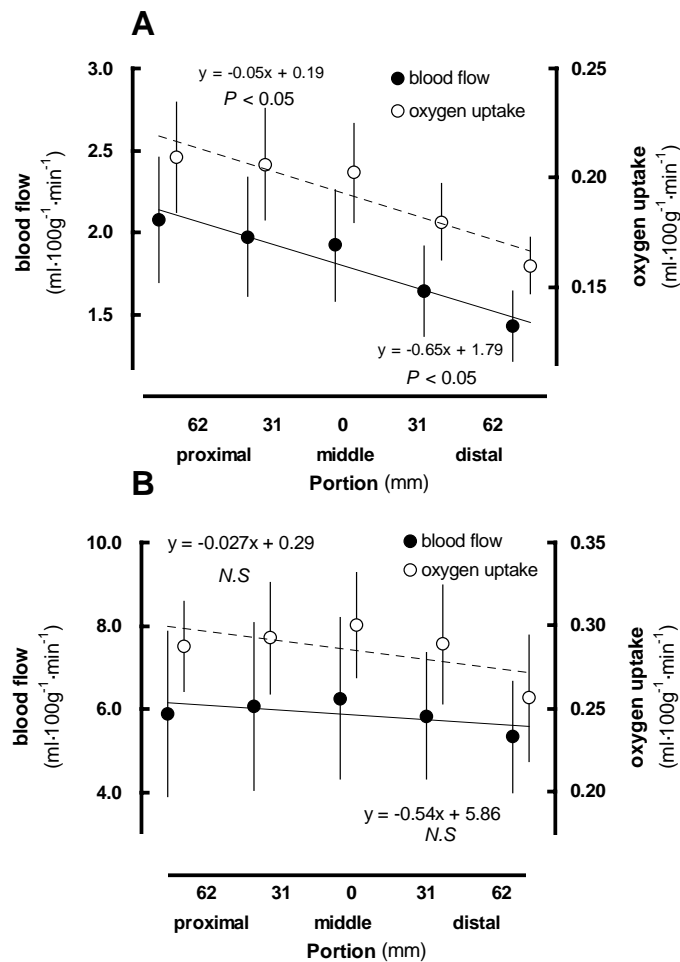 A
y = -0.05x + 0.19
P < 0.05
blood flow
oxygen uptake
3.0
2.5
2.0
1.5
blood flow
(ml·100g⁻¹·min⁻¹)
0.25
0.20
0.15
oxygen uptake
(ml·100g⁻¹·min⁻¹)
y = -0.65x + 1.79
P < 0.05
62 31 0 31 62
proximal middle distal
Portion (mm)
B
y = -0.027x + 0.29
N.S
blood flow
oxygen uptake
10.0
8.0
6.0
4.0
blood flow
(ml·100g⁻¹·min⁻¹)
0.35
0.30
0.25
0.20
oxygen uptake
(ml·100g⁻¹·min⁻¹)
y = -0.54x + 5.86
N.S
62 31 0 31 62
proximal middle distal
Portion (mm)